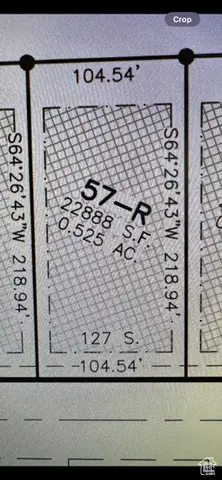 Crop
104.54'
S64°26'43"W 218.94'
57-R
22888 S.F.
0.525 AC.
S64°26'43"W 218.94'
127 S.
104.54'